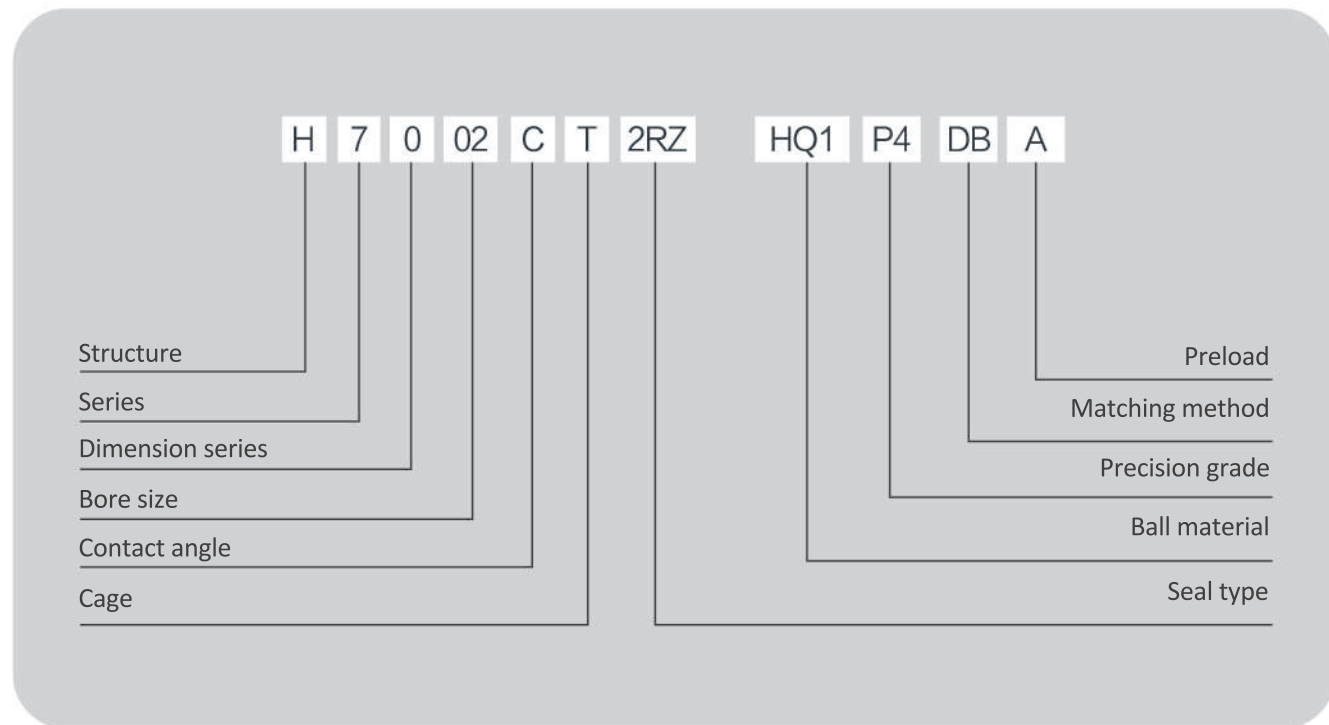 H 7 0 02 C T 2RZ HQ1 P4 DB A
Structure
Series
Dimension series
Bore size
Contact angle
Cage
Preload
Matching method
Precision grade
Ball material
Seal type